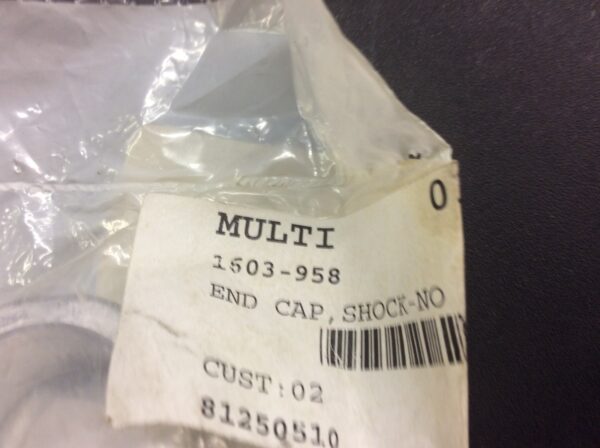 0
MULTI
1603-958
END CAP, SHOCK-NO
CUST:02
81250510